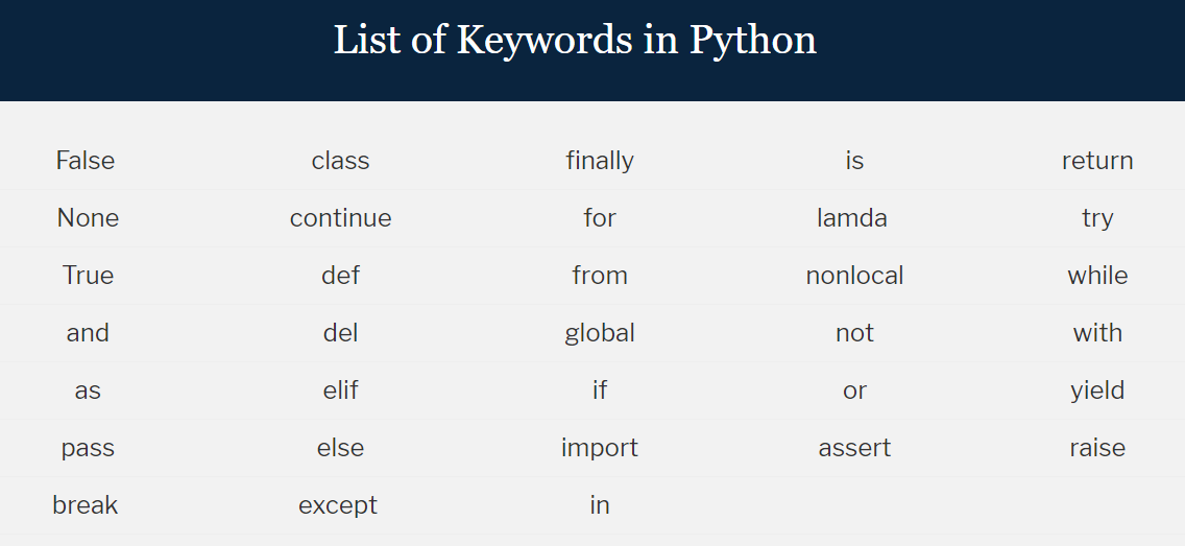 List of Keywords in Python
False class finally is return
None continue for lamda try
True def from nonlocal while
and del global not with
as elif if or yield
pass else import assert raise
break except in